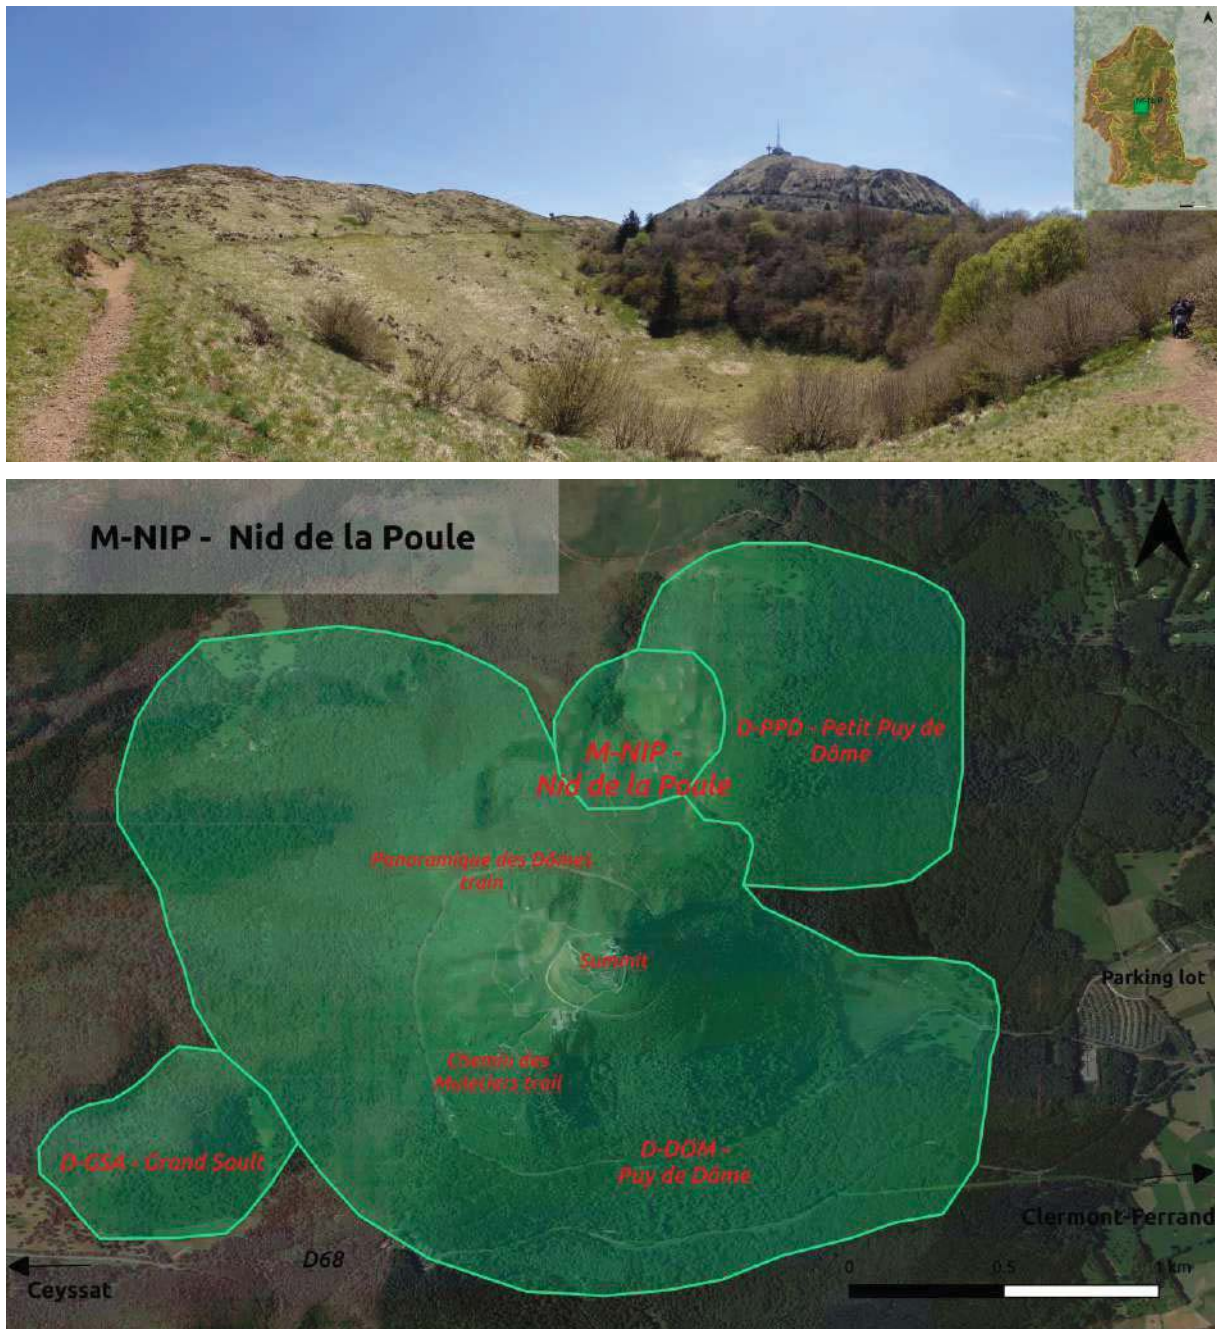 M-NIP
M-NIP - Nid de la Poule
D-PPD - Petit Puy de
Dôme
M-NIP -
Nid de la Poule
Panoramique des Dômes
train
Summit
Parking lot
Chemin des
Muletiers trail
D-GSA - Grand Sault
D-DOM -
Puy de Dôme
Clermont-Ferrand
D68
Ceyssat
0 0.5 1 km